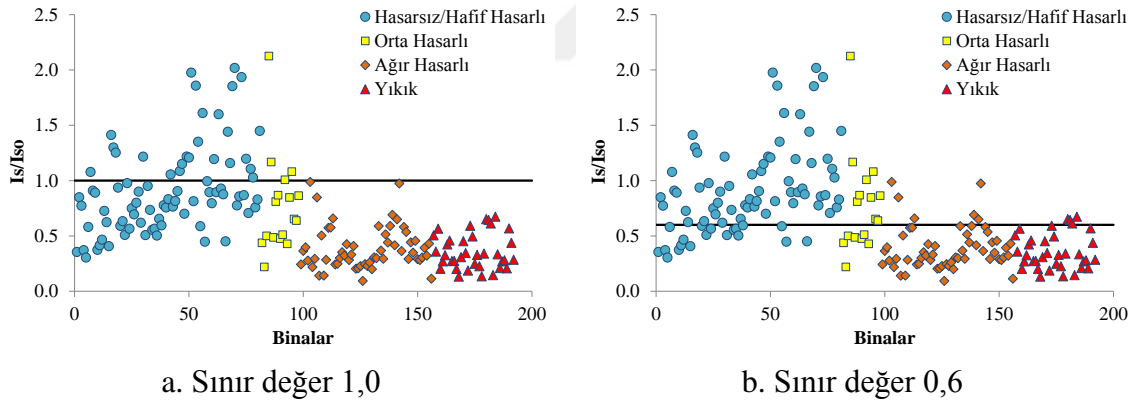 2.5
2.0
1.5
1.0
0.5
0.0
Is/Iso
0 50 100 150 200
Binalar
Hasarsız/Hafif Hasarlı
Orta Hasarlı
Ağır Hasarlı
Yıkık
a. Sınır değer 1,0
2.5
2.0
1.5
1.0
0.5
0.0
Is/Iso
0 50 100 150 200
Binalar
Hasarsız/Hafif Hasarlı
Orta Hasarlı
Ağır Hasarlı
Yıkık
b. Sınır değer 0,6